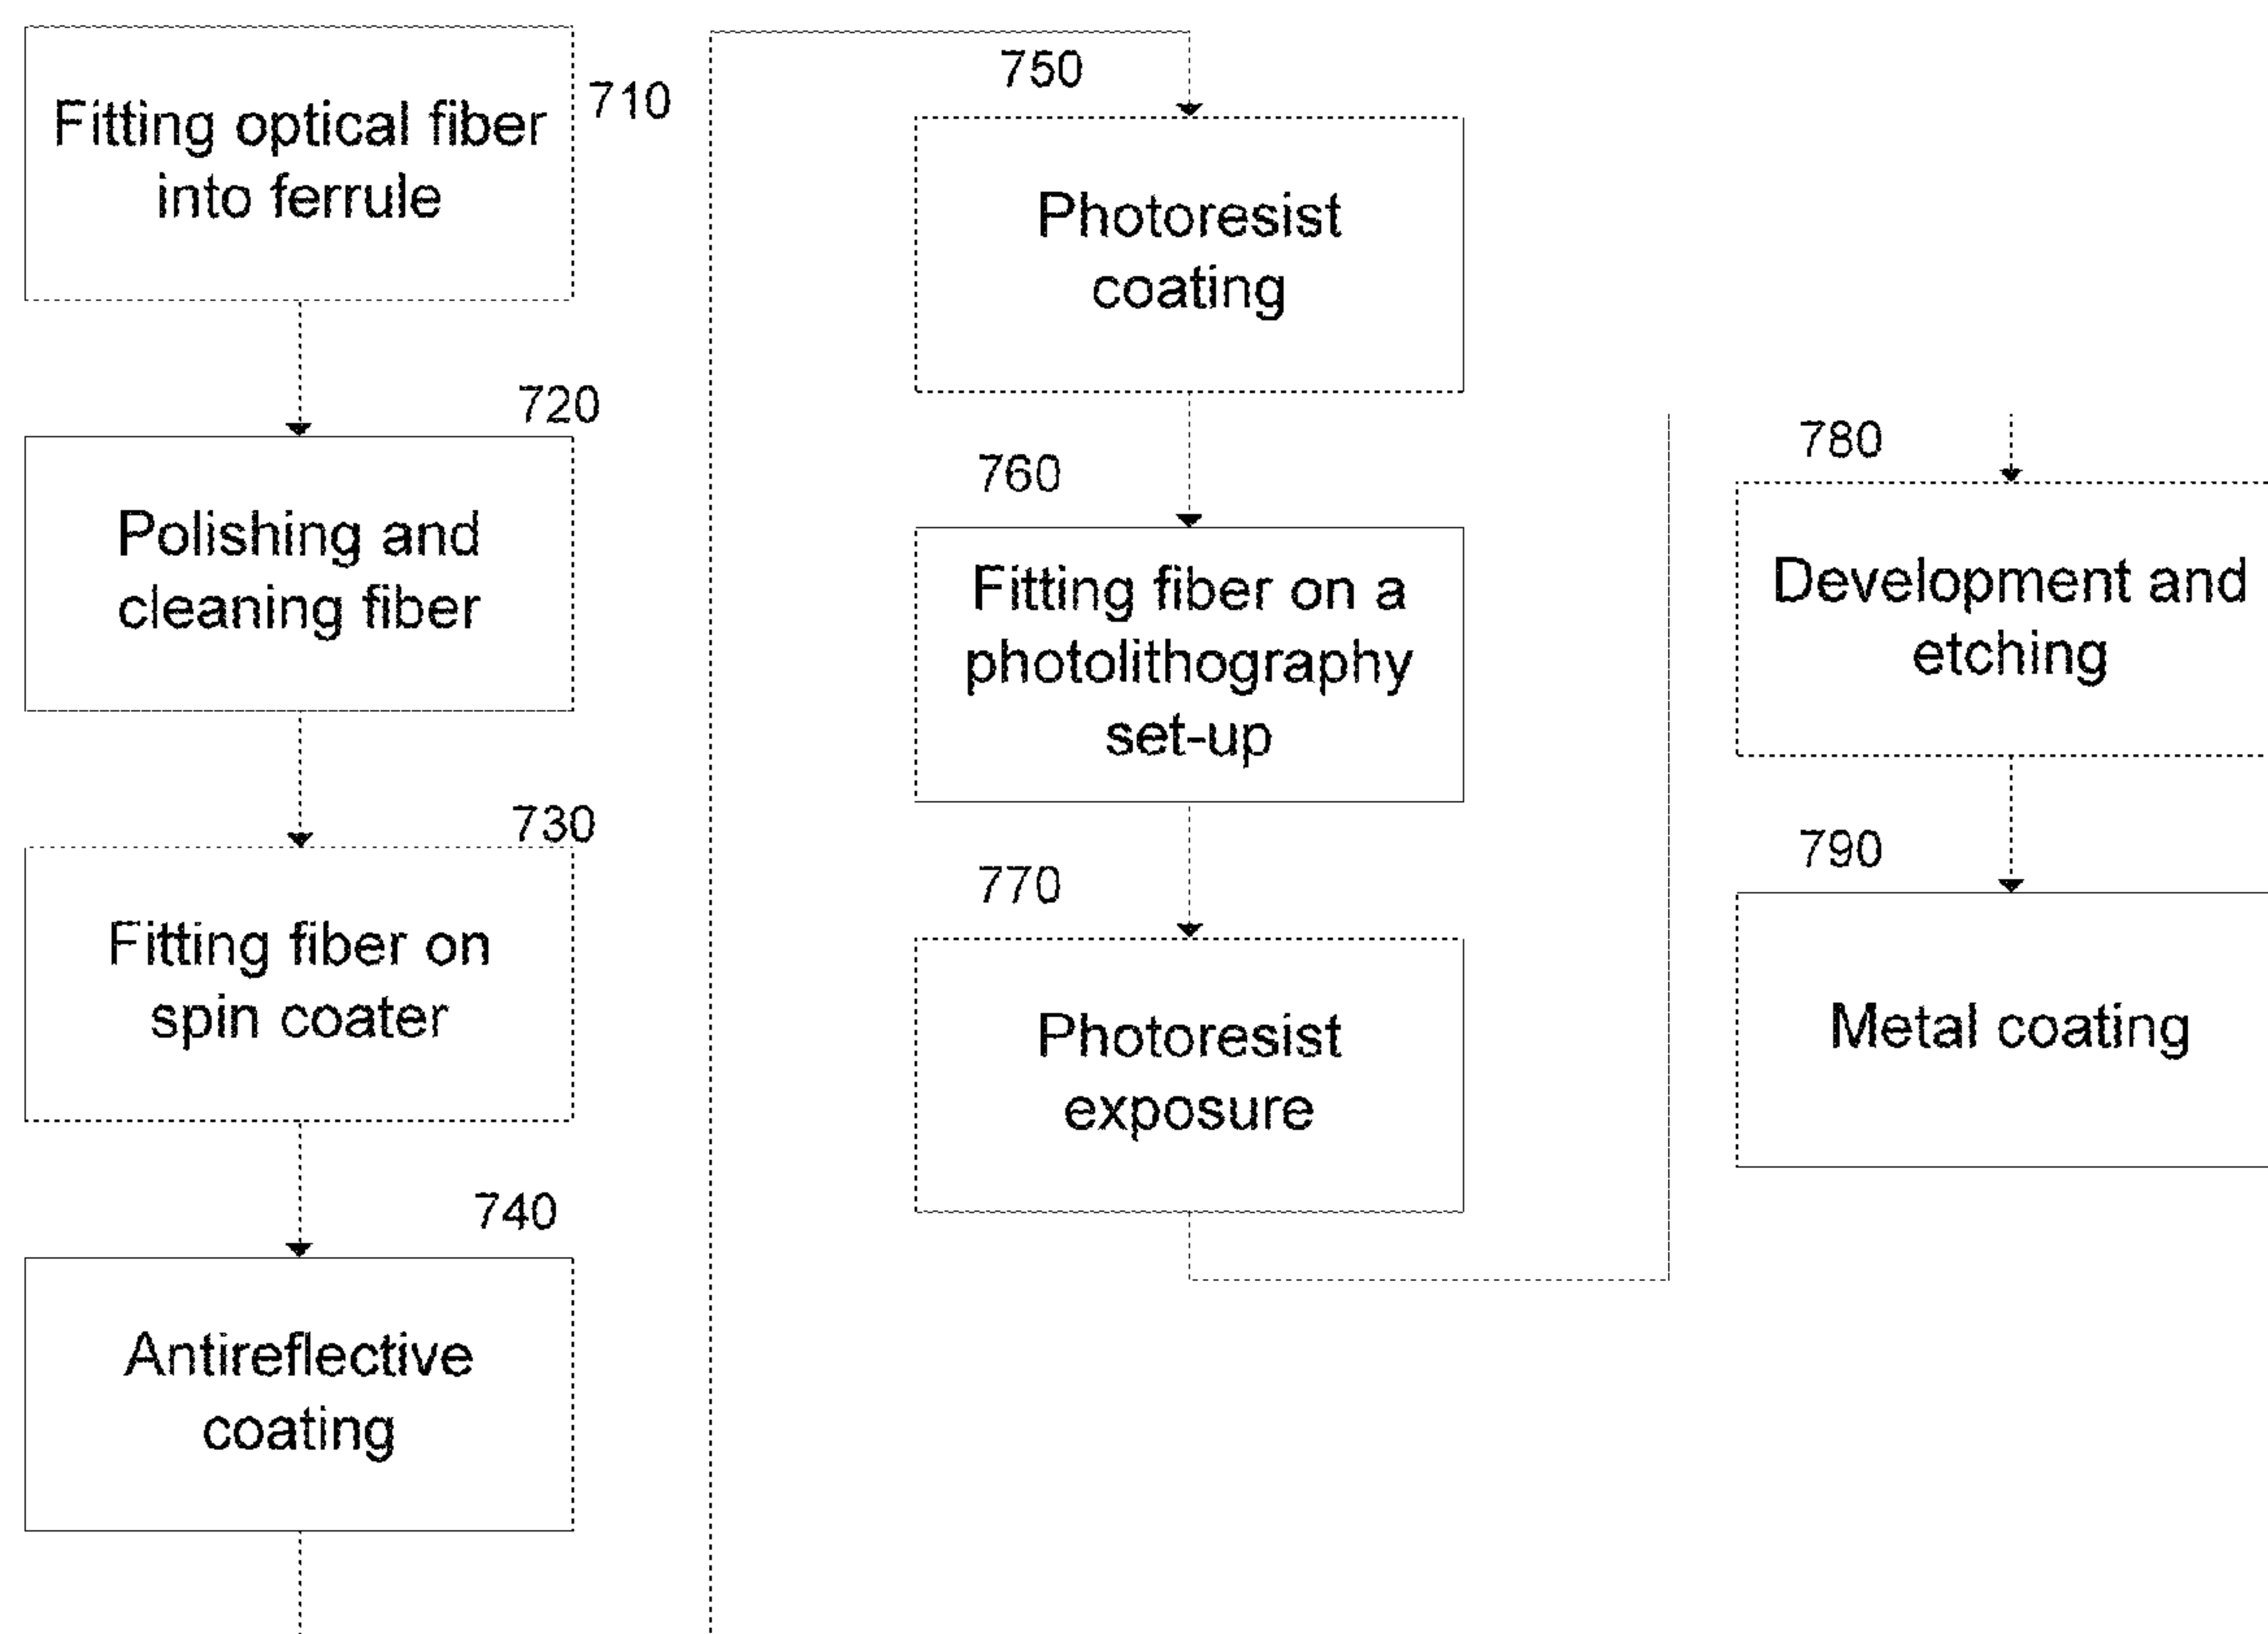 Fitting optical fiber
into ferrule
710
720
Polishing and
cleaning fiber
730
Fitting fiber on
spin coater
740
Antireflective
coating
750
Photoresist
coating
760
Fitting fiber on a
photolithography
set-up
770
Photoresist
exposure
780
Development and
etching
790
Metal coating